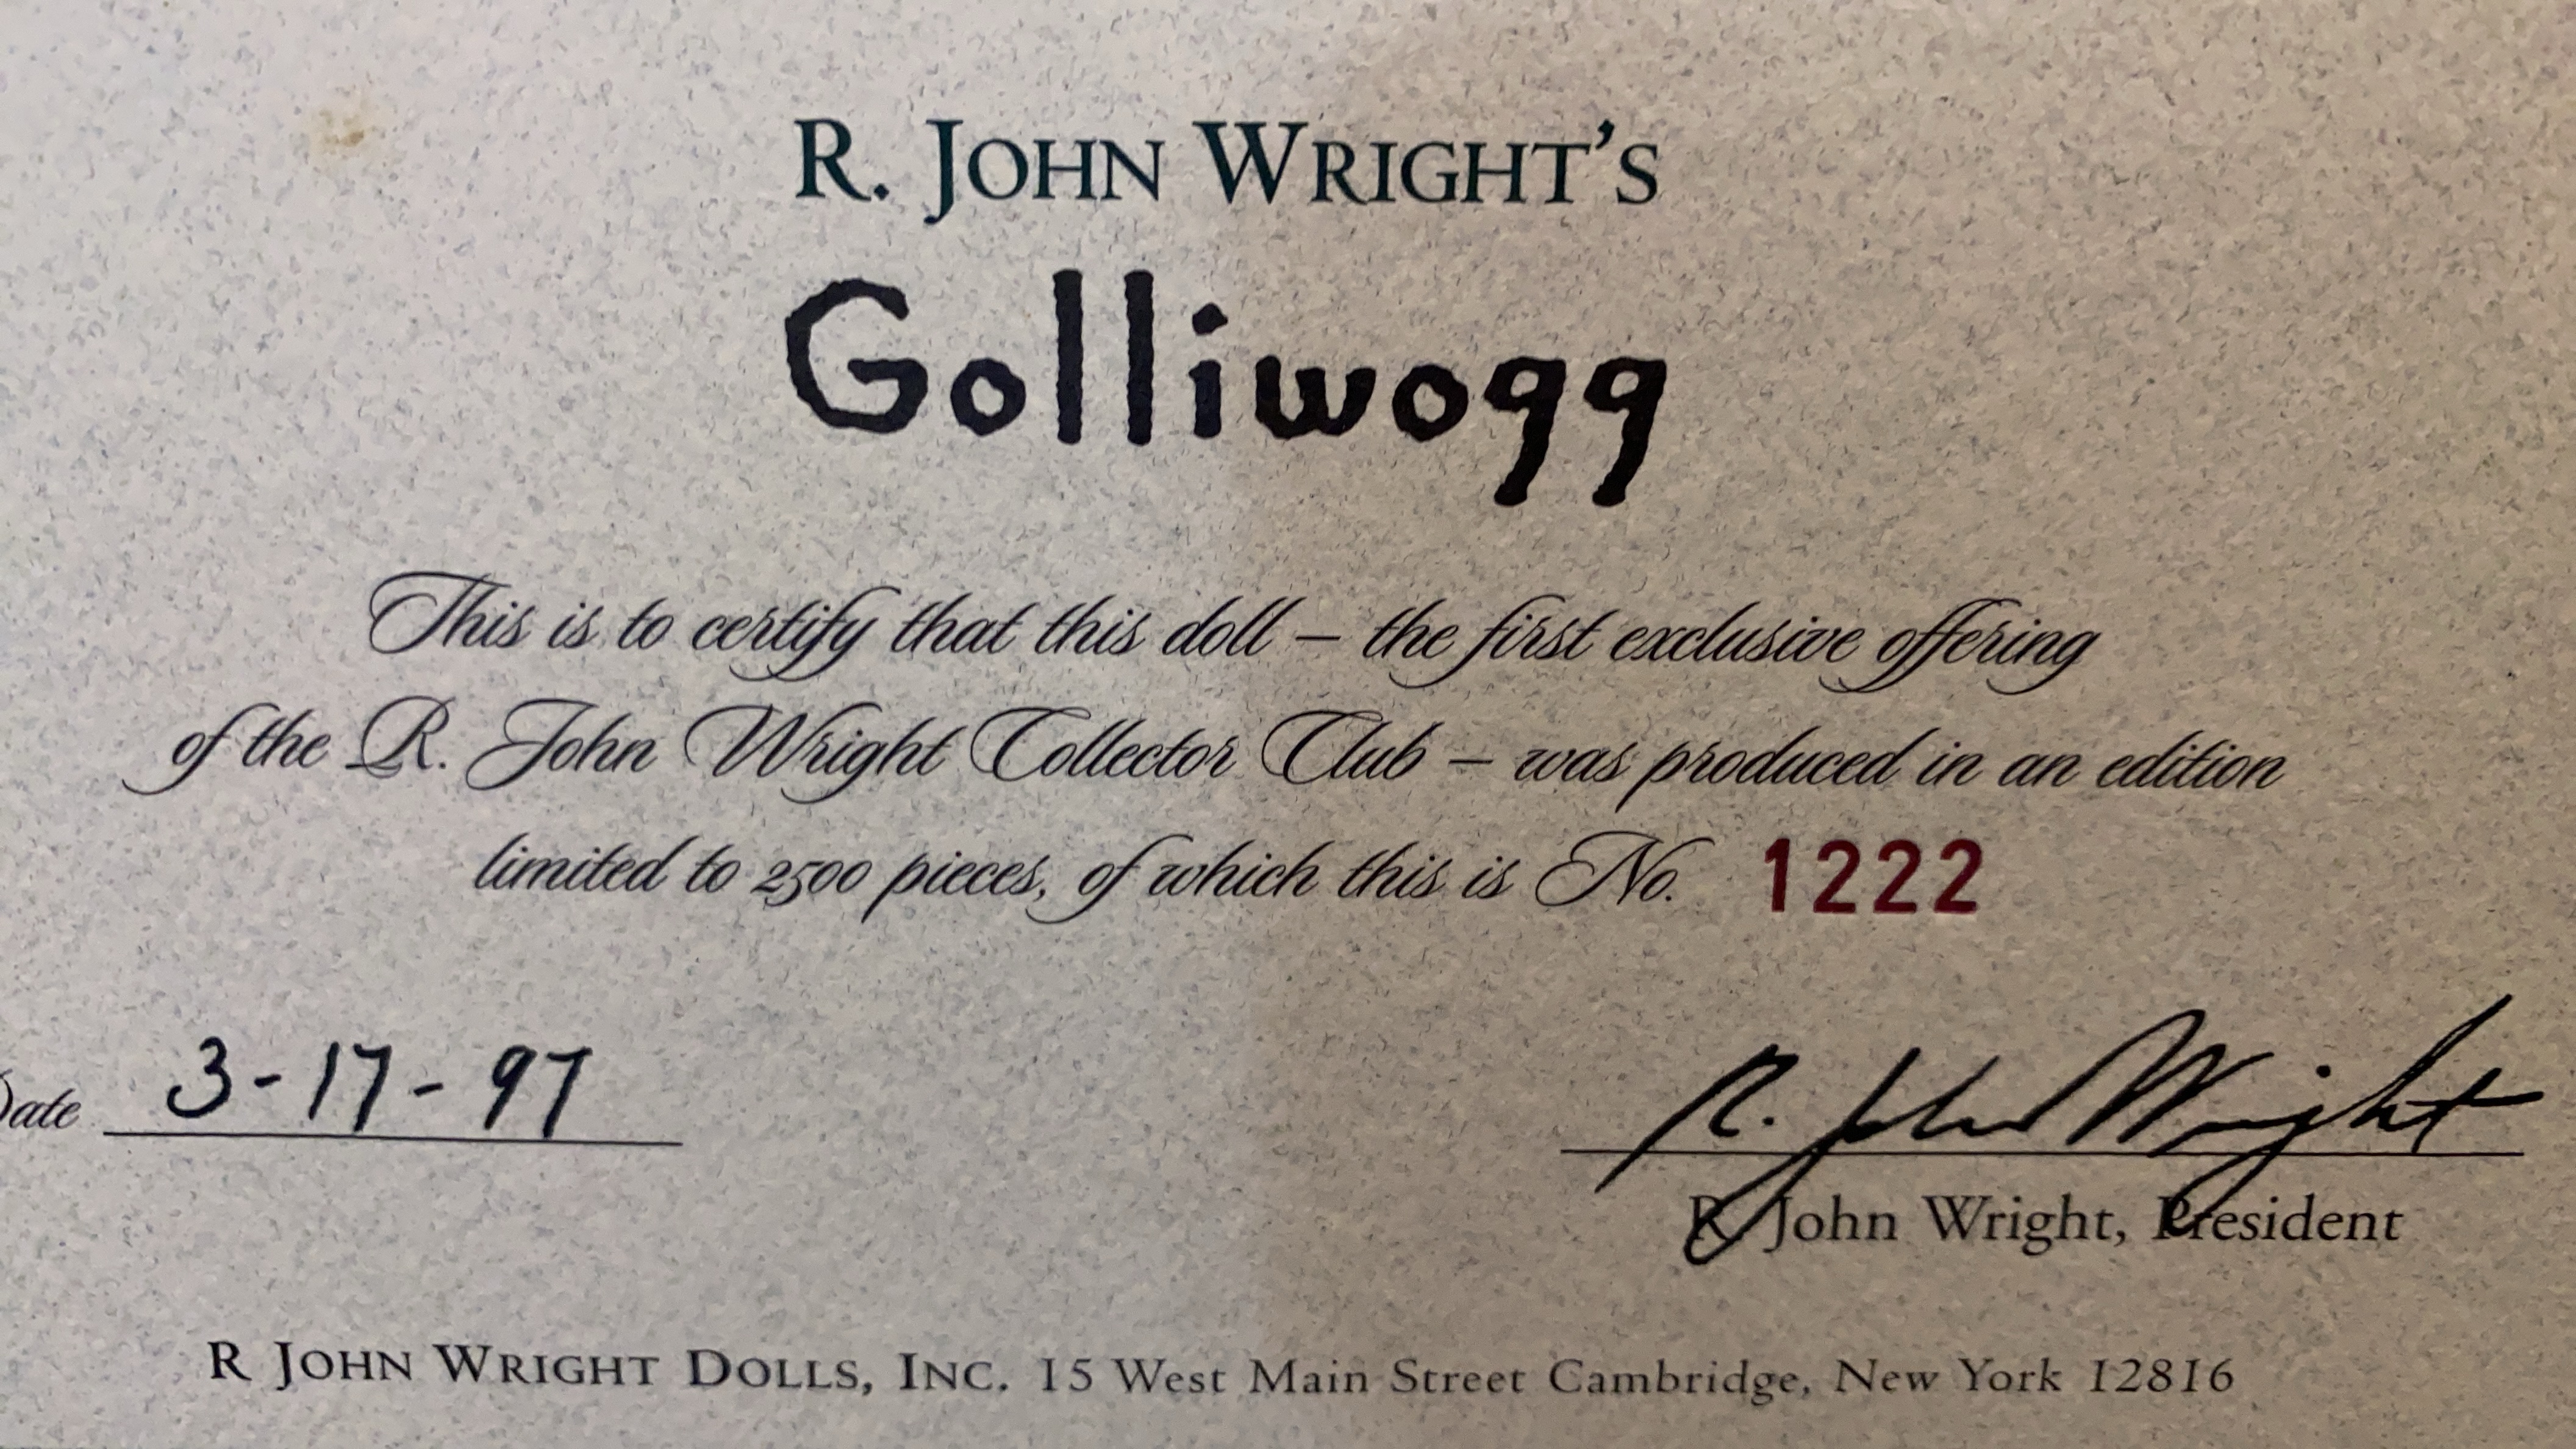 R. JOHN WRIGHT'S
Golliwogg
This is to certify that this doll – the first exclusive offering
of the R. John Wright Collector Club – was produced in an edition
limited to 2500 pieces, of which this is No. 1222
Date 3-17-97
R. John Wright
R John Wright, President
R JOHN WRIGHT DOLLS, INC. 15 West Main Street Cambridge, New York 12816